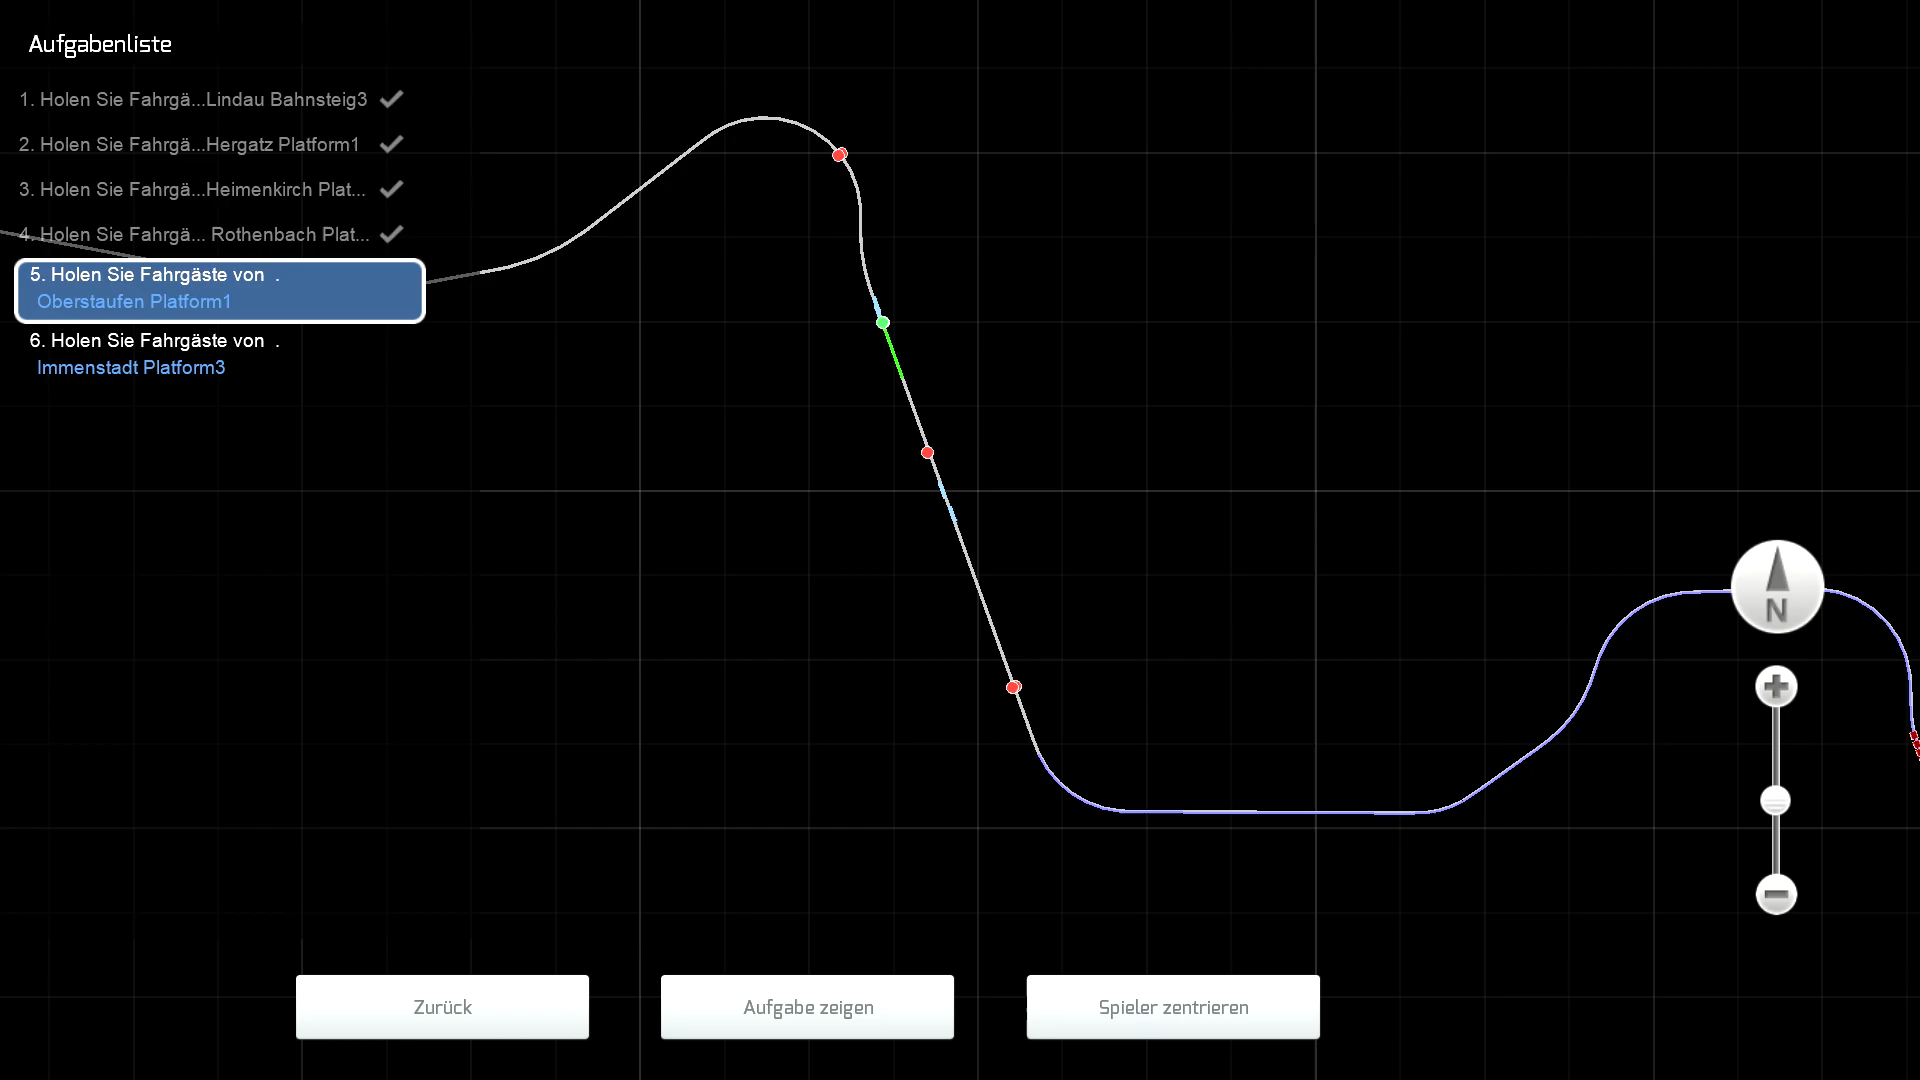 Aufgabenliste
1. Holen Sie Fahrgä...Lindau Bahnsteig3
2. Holen Sie Fahrgä...Hergatz Platform1
3. Holen Sie Fahrgä...Heimenkirch Plat...
4. Holen Sie Fahrgä... Rothenbach Plat...
5. Holen Sie Fahrgäste von  .
Oberstaufen Platform1
6. Holen Sie Fahrgäste von  .
Immenstadt Platform3
N
Zurück
Aufgabe zeigen
Spieler zentrieren